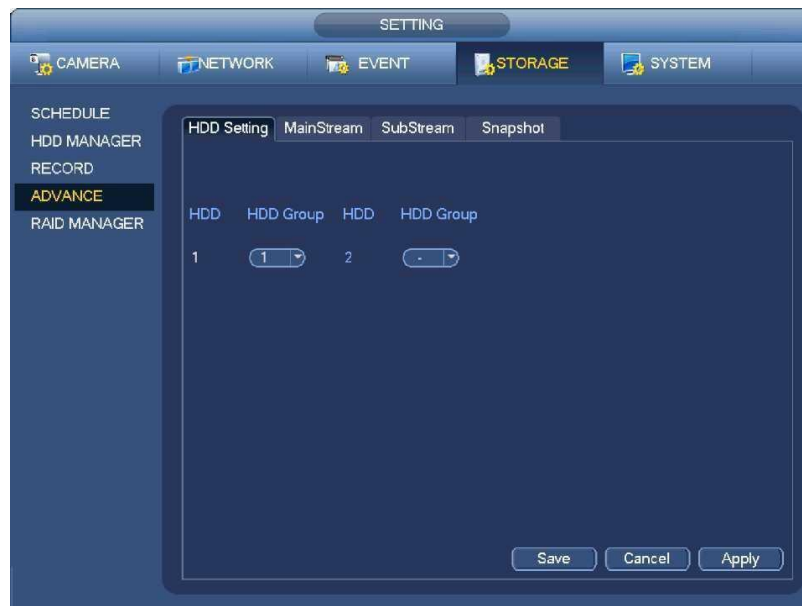 SETTING
CAMERA NETWORK EVENT STORAGE SYSTEM
SCHEDULE
HDD MANAGER
RECORD
ADVANCE
RAID MANAGER
HDD Setting MainStream SubStream Snapshot
HDD HDD Group HDD HDD Group
1 1 2 -
Save Cancel Apply